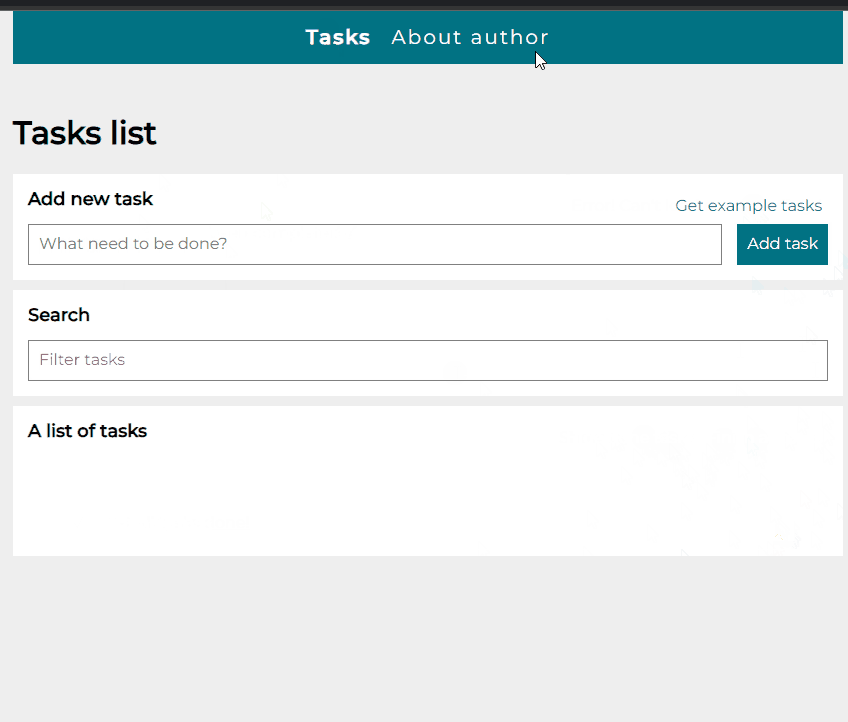 Tasks About author
Tasks list
Add new task
Get example tasks
What need to be done?
Add task
Search
Filter tasks
A list of tasks